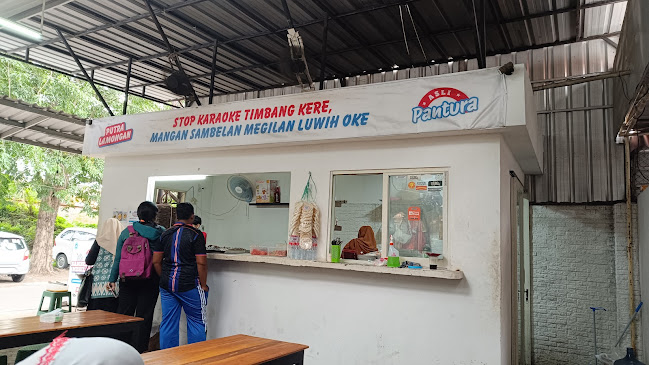 PUTRA
LAMONGAN
STOP KARAOKE TIMBANG KERE,
MANGAN SAMBELAN MEGILAN LUWIH OKE
ASLI
Pantura